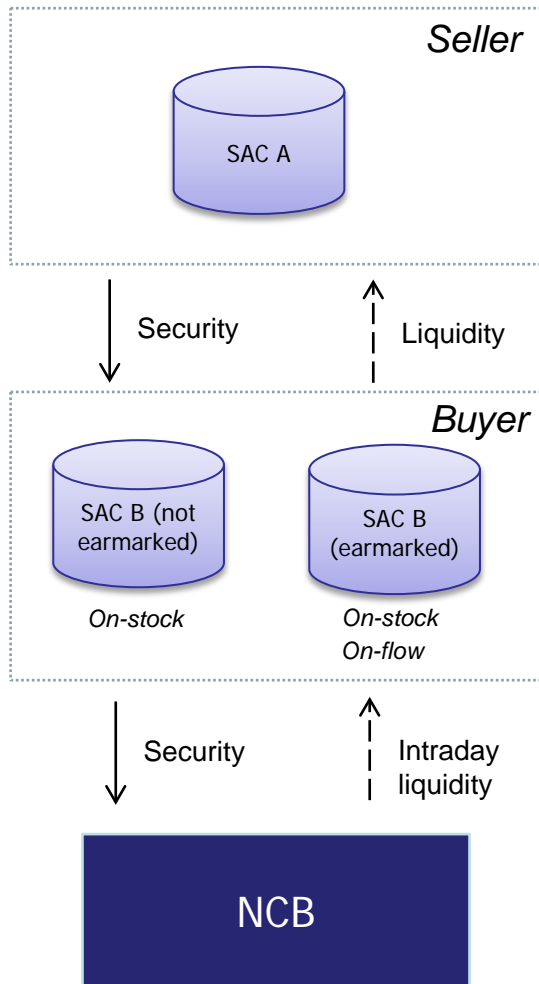 Seller
SAC A
Security
Liquidity
Buyer
SAC B (not
earmarked)
SAC B
(earmarked)
On-stock
On-stock
On-flow
Security
Intraday
liquidity
NCB